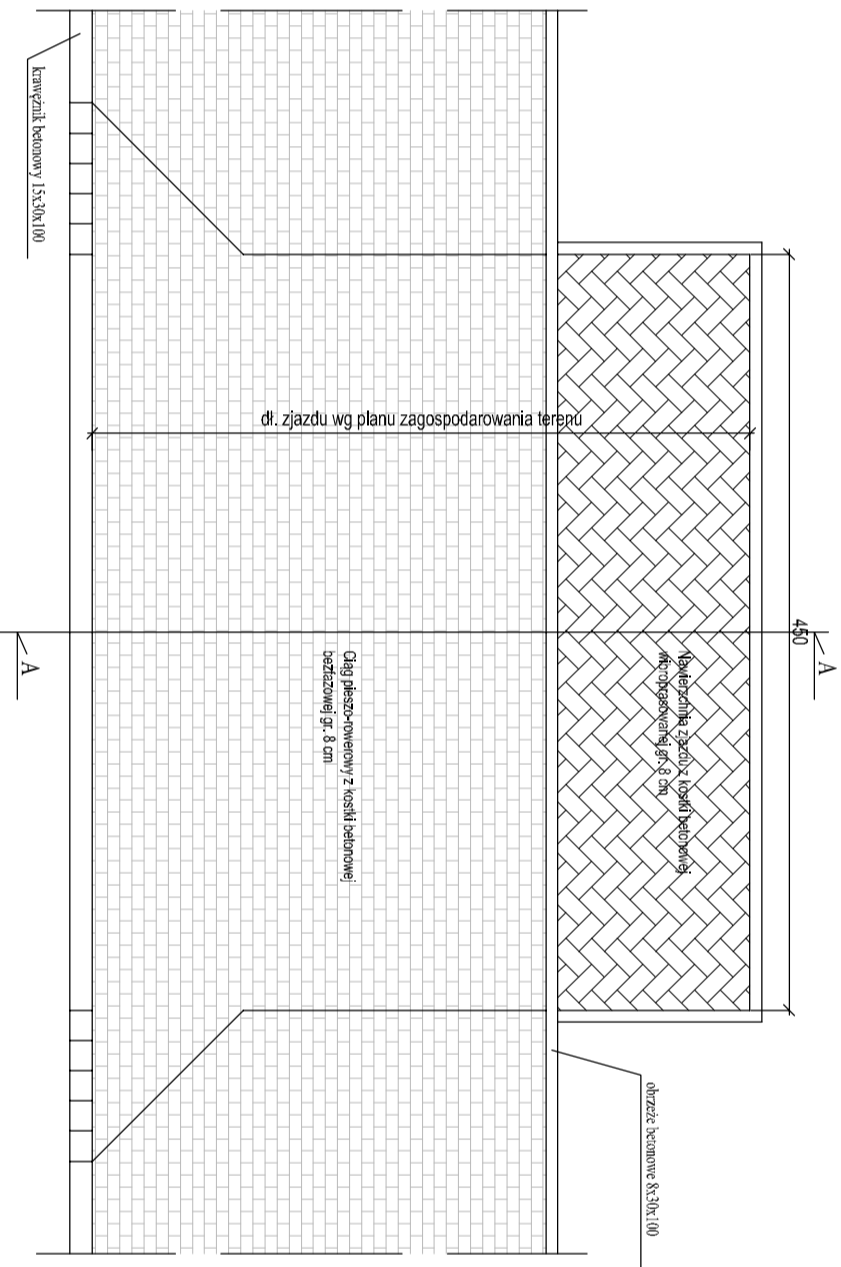 krawężnik betonowy 15x30x100
dł. zjazdu wg planu zagospodarowania terenu
450
A
A
Nawierzchnia zjazdu z kostki betonowej
wibroprasowanej gr. 8 cm
Ciąg pieszo-rowerowy z kostki betonowej
bezfazowej gr. 8 cm
obrzeże betonowe 8x30x100